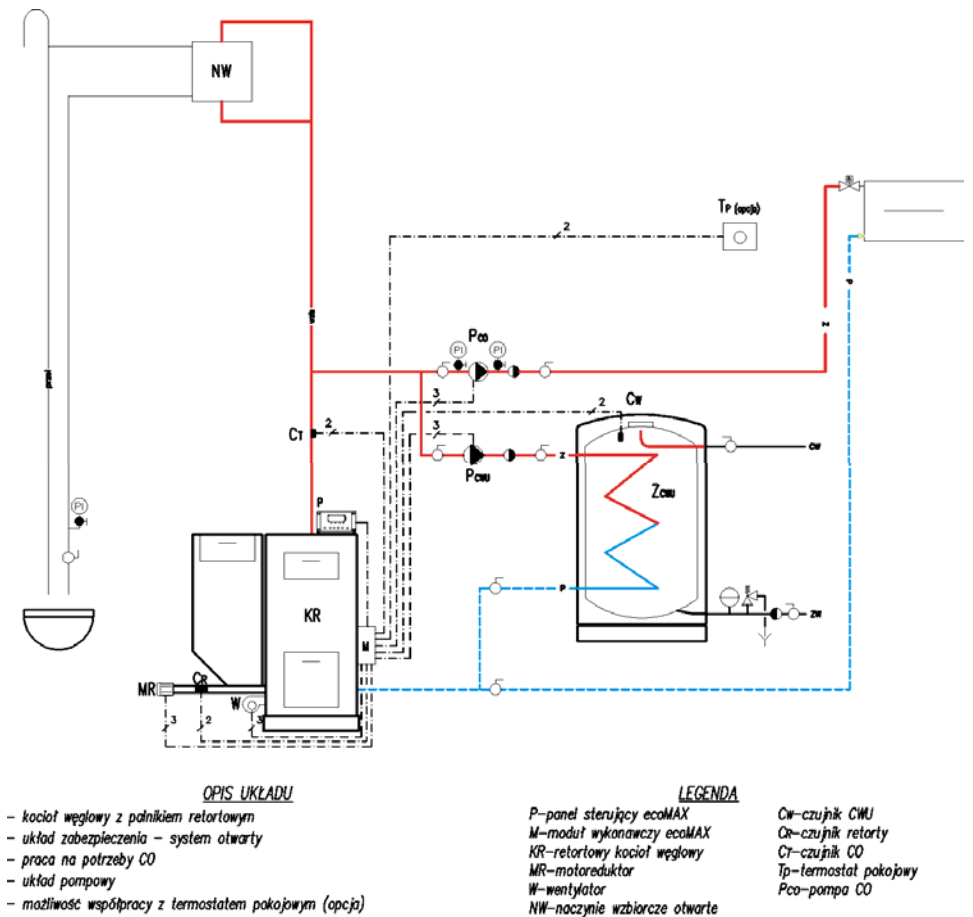 NW
TP (opcja)
2
PCO
PI
PI
3
2
CW
3
CT
2
PCWU
z
ZCWU
cw
z
P
PI
KR
M
p
zw
MR
CR
W
3
2
3
OPIS UKŁADU
- kocioł węglowy z palnikiem retortowym
- układ zabezpieczenia - system otwarty
- praca na potrzeby CO
- układ pompowy
- możliwość współpracy z termostatem pokojowym (opcja)
LEGENDA
P-panel sterujący ecoMAX
M-moduł wykonawczy ecoMAX
KR-retortowy kocioł węglowy
MR-motoreduktor
W-wentylator
NW-naczynie wzbiorcze otwarte
CW-czujnik CWU
CR-czujnik retorty
CT-czujnik CO
Tp-termostat pokojowy
PCO-pompa CO